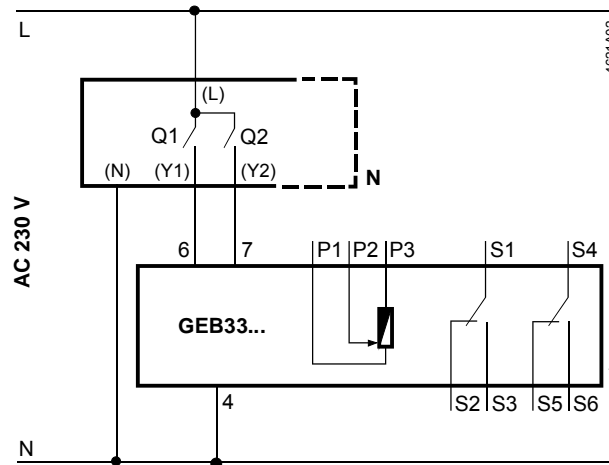 L
(L)
Q1 Q2
(N) (Y1) (Y2)
N
AC 230 V
6 7 P1 P2 P3 S1 S4
GEB33...
4 S2 S3 S5 S6
N